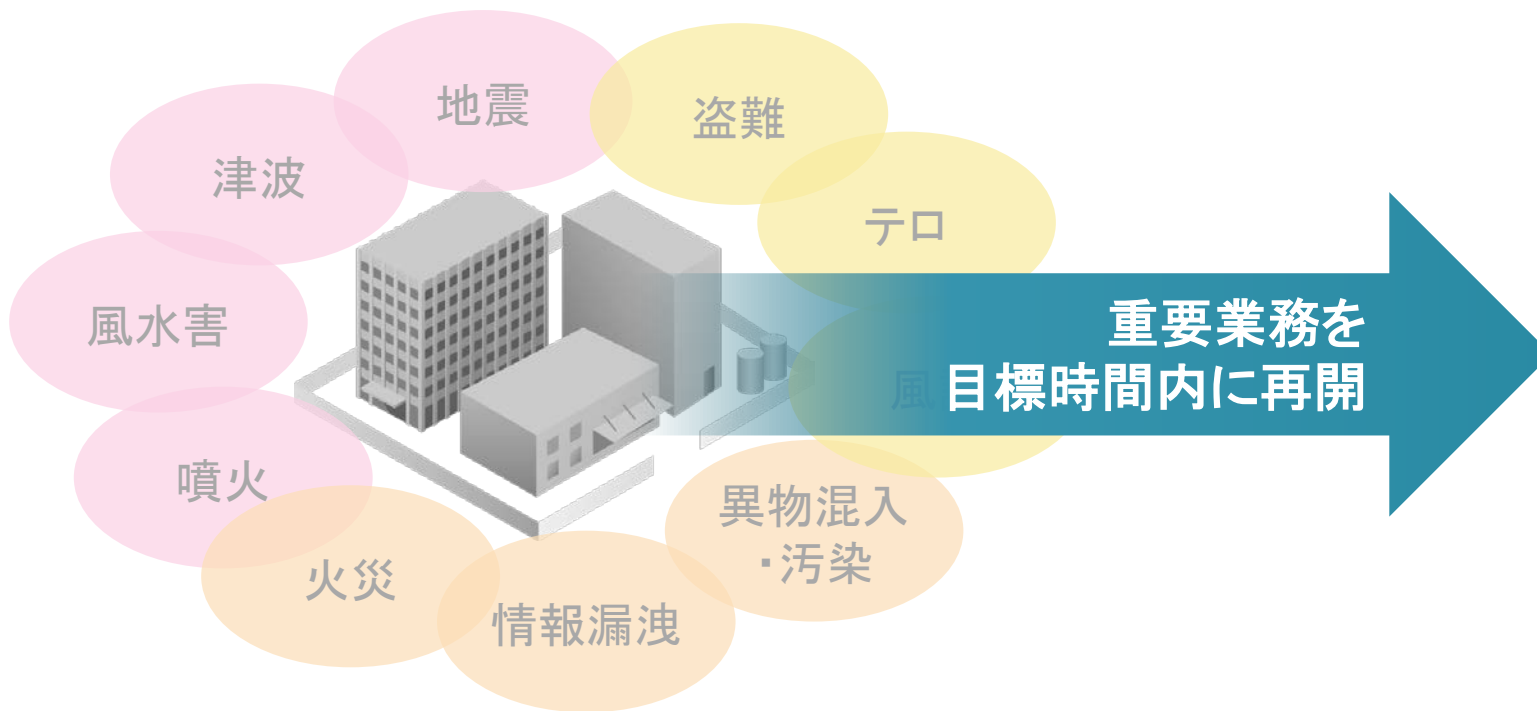 地震
盗難
津波
テロ
風水害
重要業務を
目標時間内に再開
風
噴火
異物混入
・汚染
火災
情報漏洩